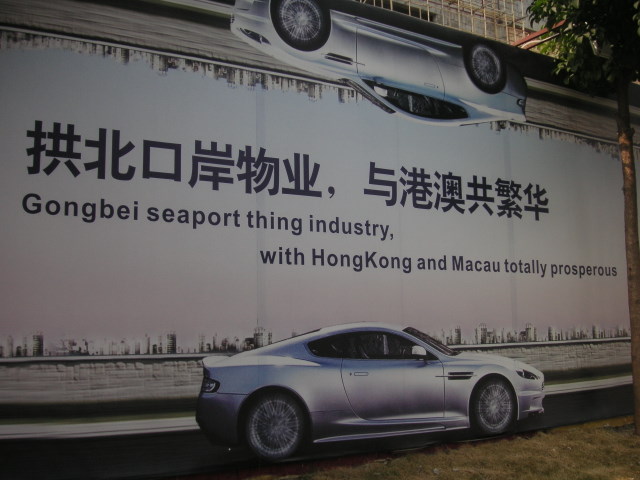 拱北口岸物业，与港澳共繁华
Gongbei seaport thing industry,
with HongKong and Macau totally prosperous